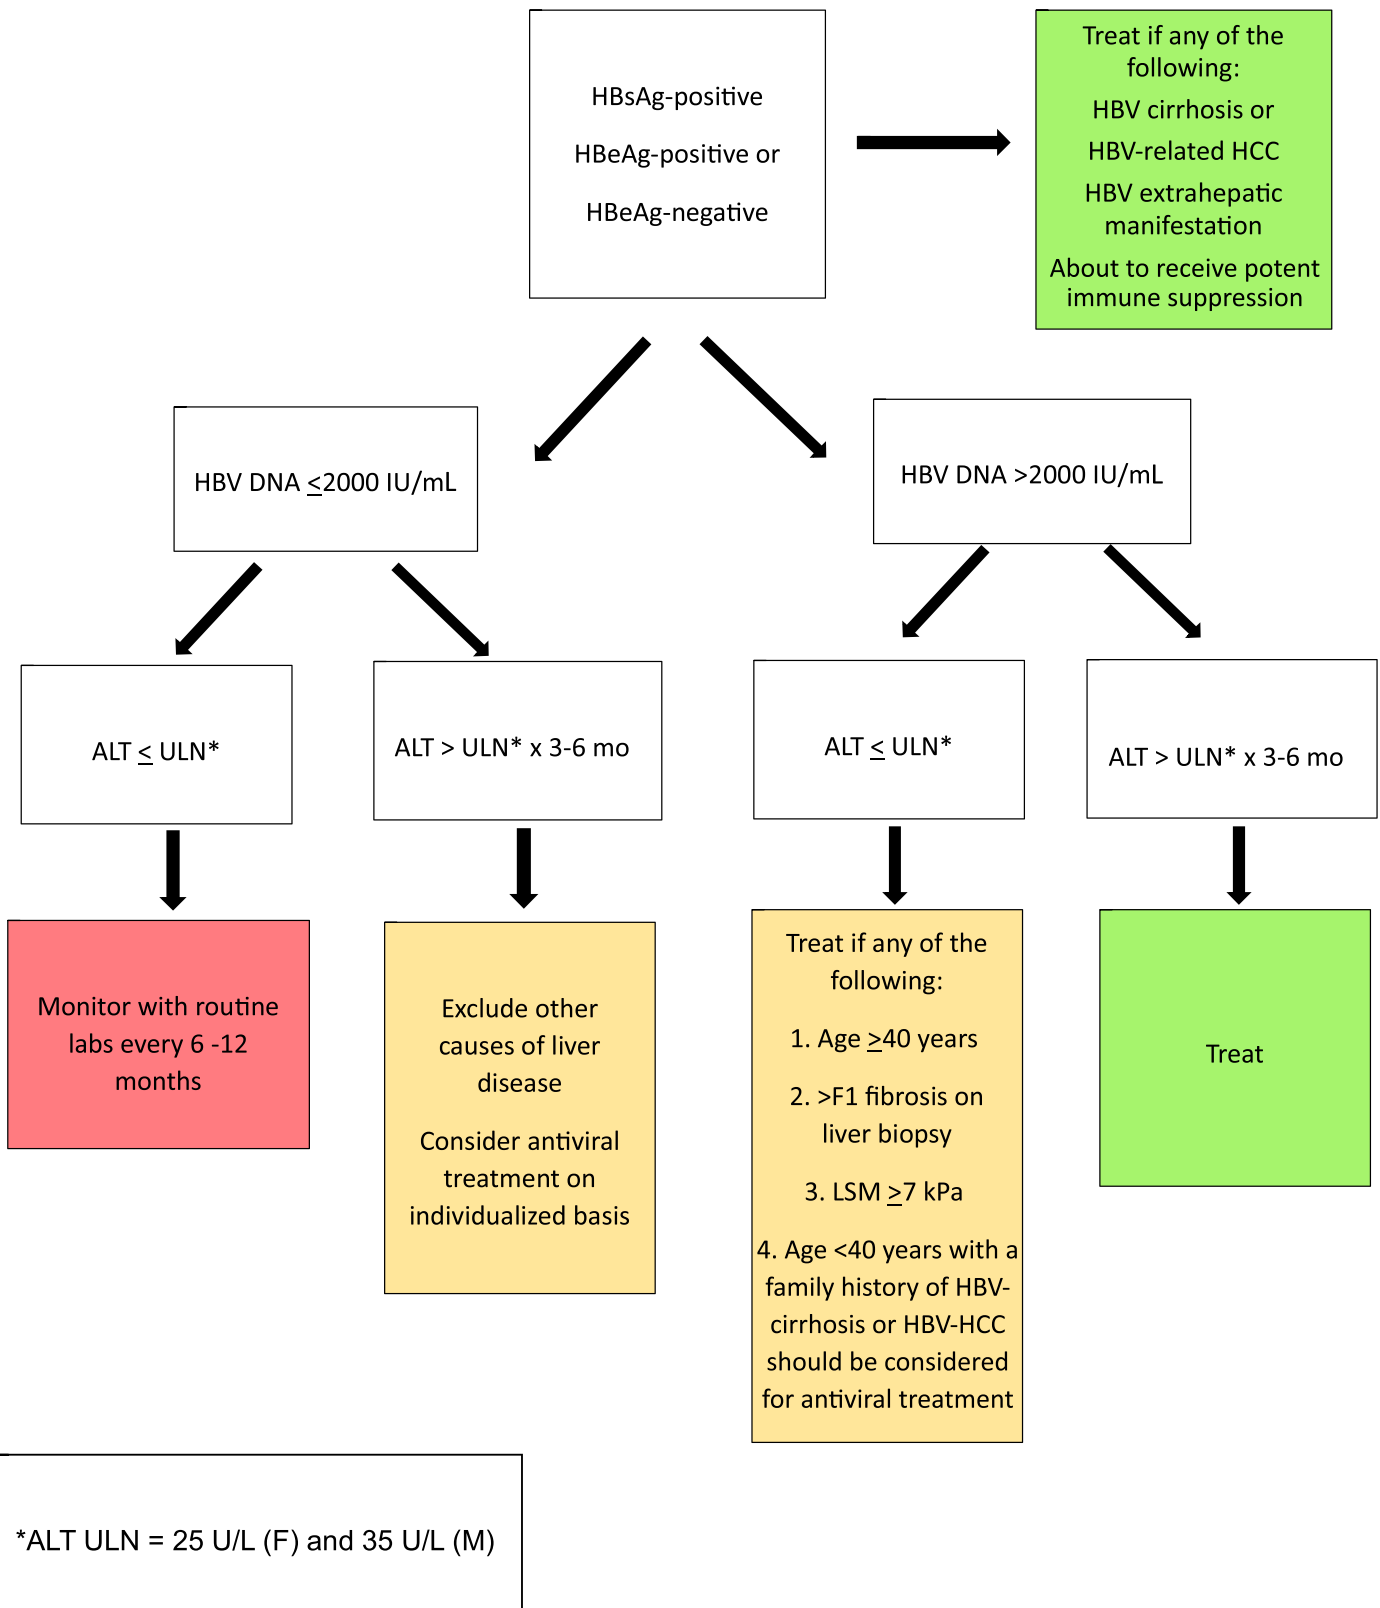 HBsAg-positive
HBeAg-positive or
HBeAg-negative
Treat if any of the
following:
HBV cirrhosis or
HBV-related HCC
HBV extrahepatic
manifestation
About to receive potent
immune suppression
HBV DNA ≤2000 IU/mL
HBV DNA >2000 IU/mL
ALT ≤ ULN*
ALT > ULN* x 3-6 mo
ALT ≤ ULN*
ALT > ULN* x 3-6 mo
Monitor with routine
labs every 6 -12
months
Exclude other
causes of liver
disease
Consider antiviral
treatment on
individualized basis
Treat if any of the
following:
1. Age ≥40 years
2. >F1 fibrosis on
liver biopsy
3. LSM ≥7 kPa
4. Age <40 years with a
family history of HBV-
cirrhosis or HBV-HCC
should be considered
for antiviral treatment
Treat
*ALT ULN = 25 U/L (F) and 35 U/L (M)